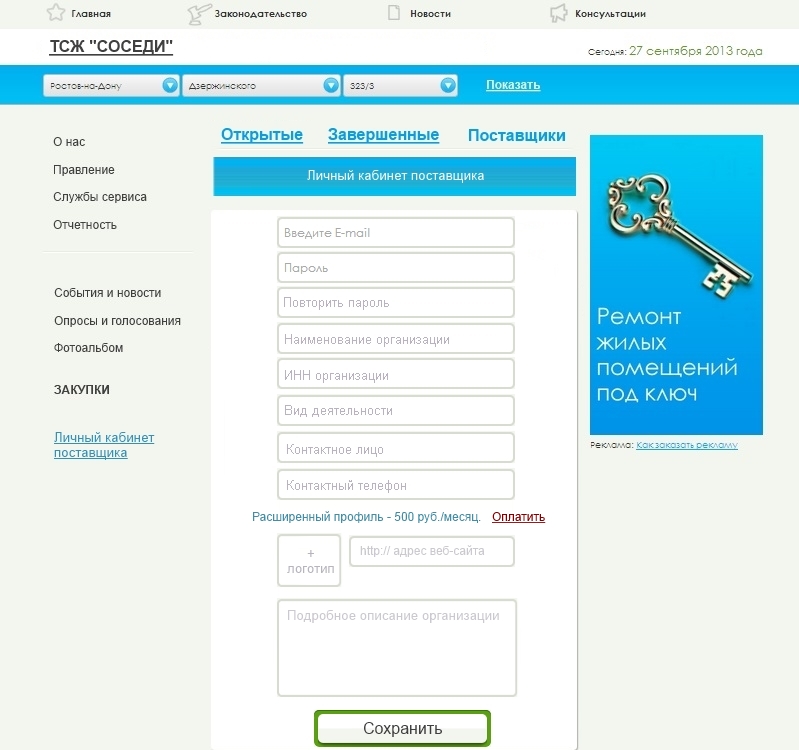 Главная
Законодательство
Новости
Консультации
ТСЖ "СОСЕДИ"
Сегодня: 27 сентября 2013 года
Ростов-на-Дону
Дзержинского
323/3
Показать
О нас
Правление
Службы сервиса
Отчетность
События и новости
Опросы и голосования
Фотоальбом
ЗАКУПКИ
Личный кабинет
поставщика
Открытые
Завершенные
Поставщики
Личный кабинет поставщика
Введите E-mail
Пароль
Повторить пароль
Наименование организации
ИНН организации
Вид деятельности
Контактное лицо
Контактный телефон
Расширенный профиль - 500 руб./месяц. Оплатить
+
логотип
http:// адрес веб-сайта
Подробное описание организации
Сохранить
Ремонт
жилых
помещений
под ключ
Реклама: Как заказать рекламу